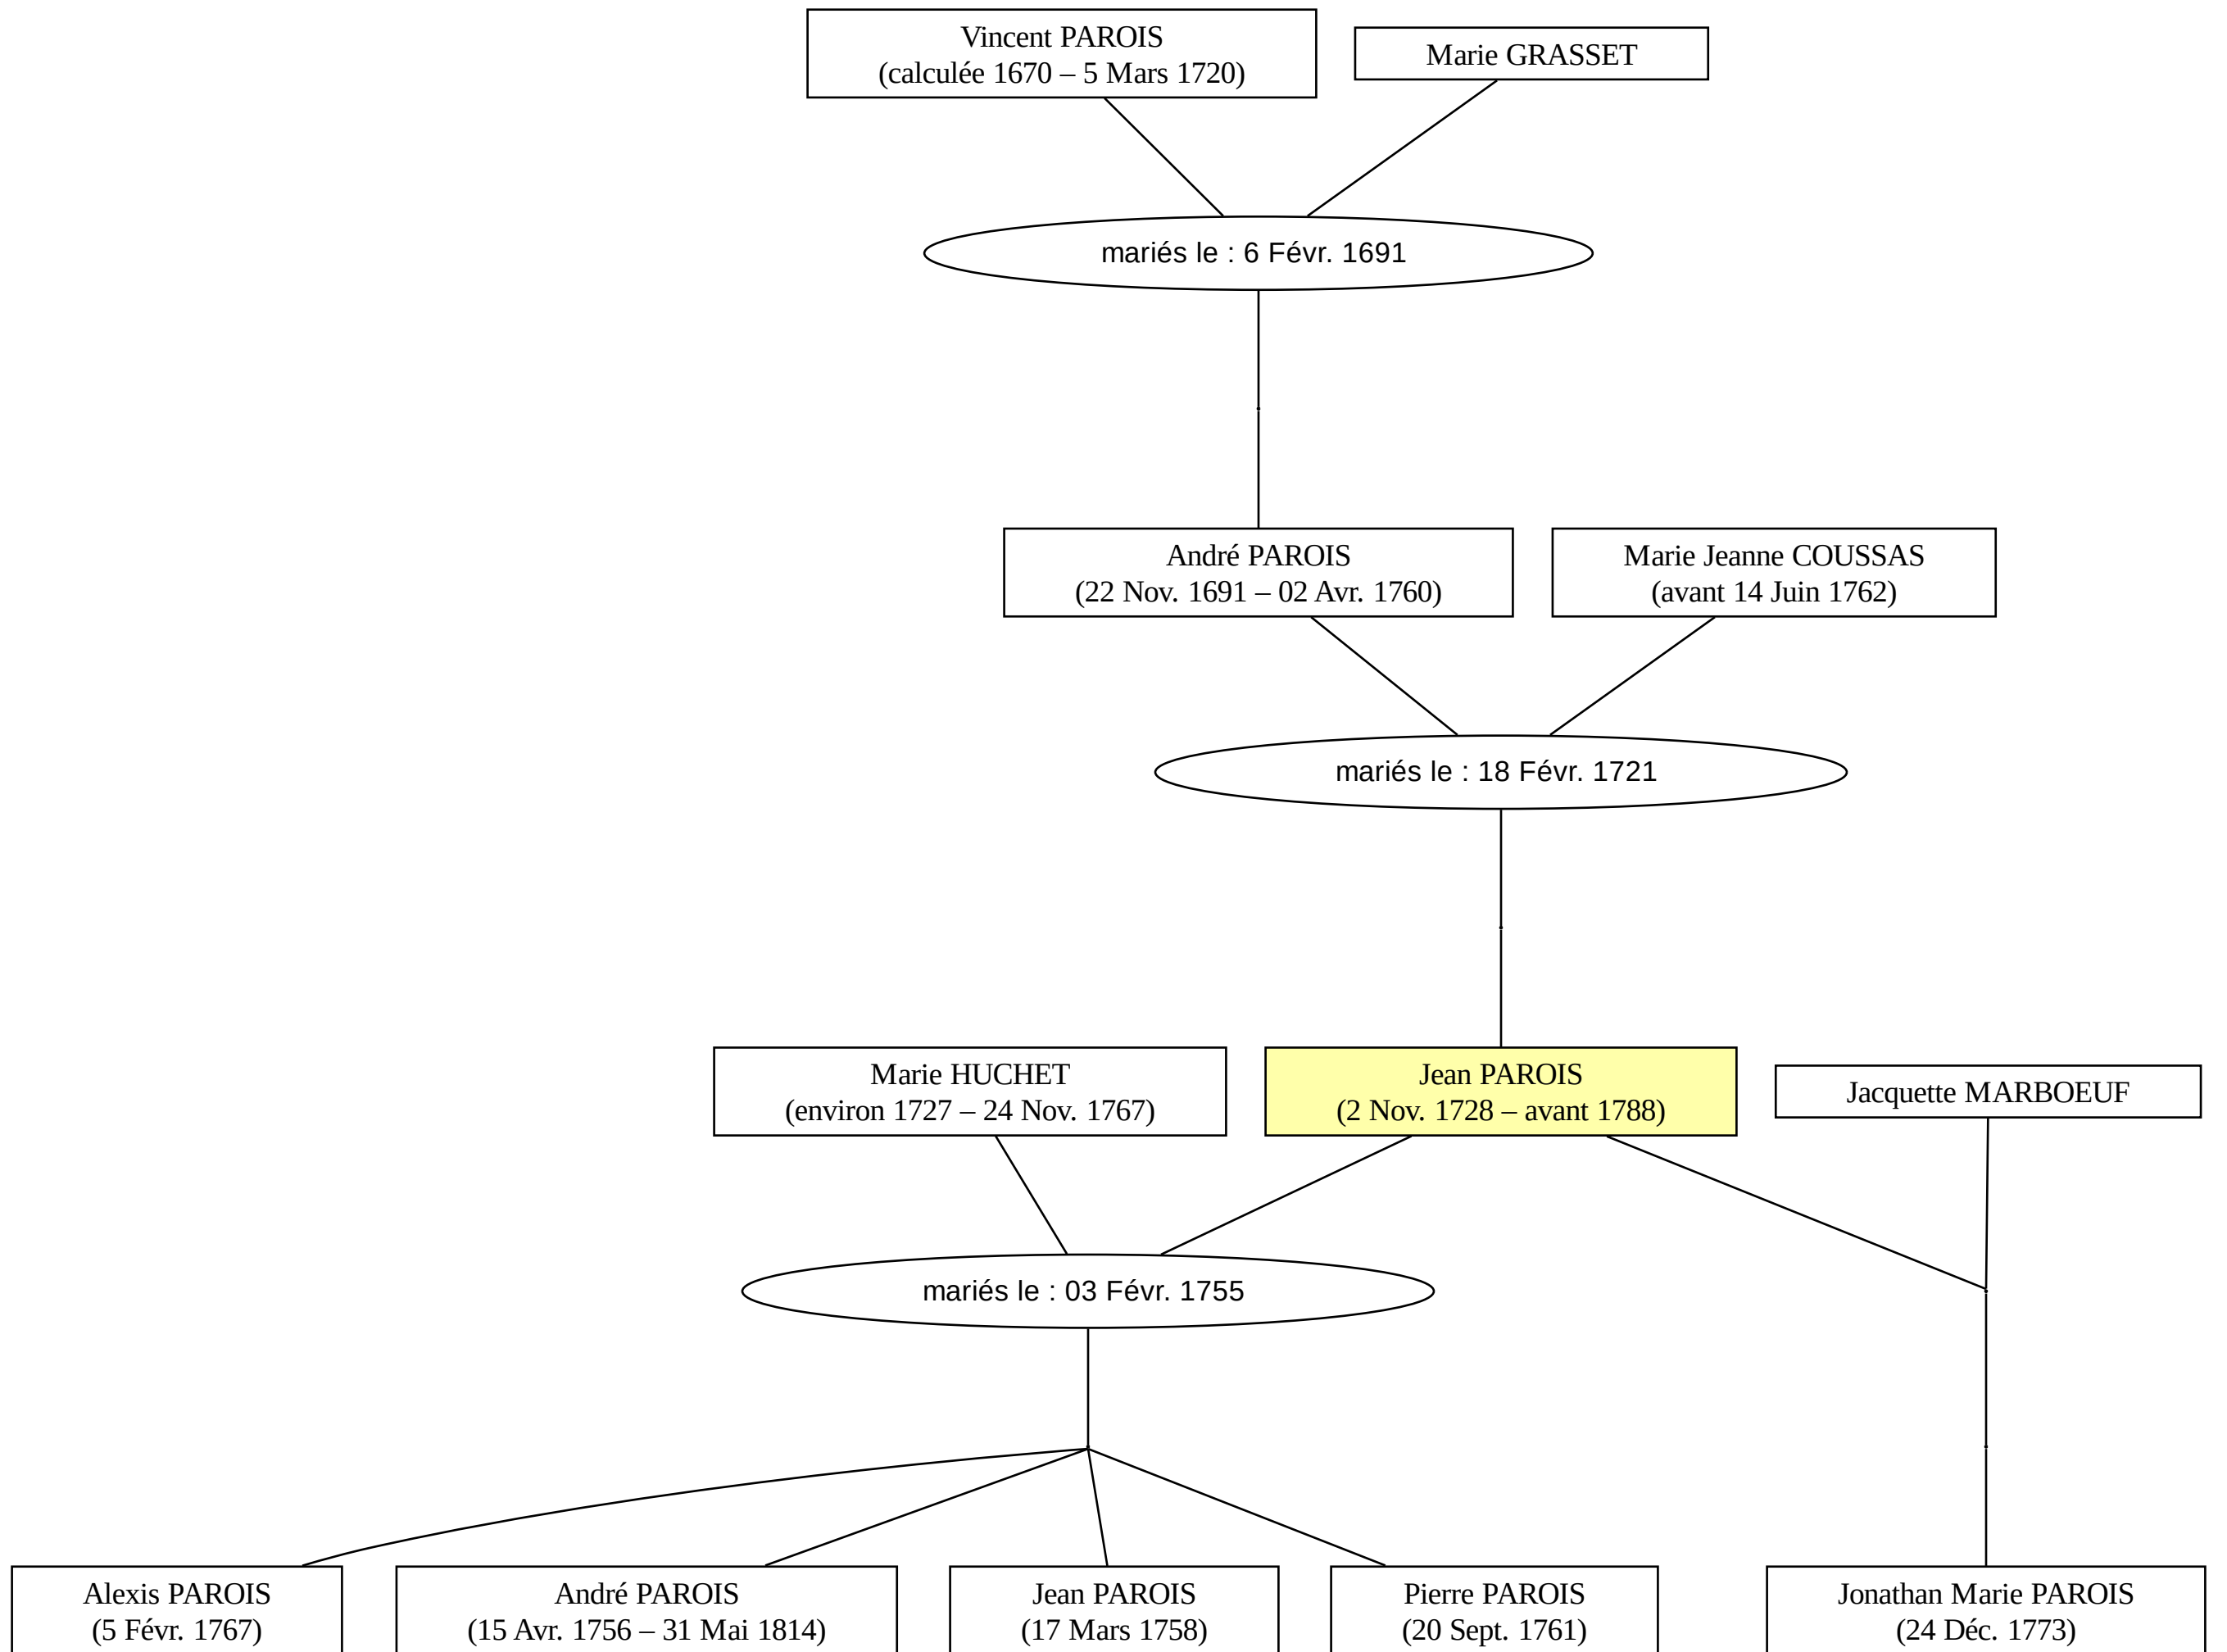 Vincent PAROIS
(calculée 1670 – 5 Mars 1720)
Marie GRASSET
mariés le : 6 Févr. 1691
André PAROIS
(22 Nov. 1691 – 02 Avr. 1760)
Marie Jeanne COUSSAS
(avant 14 Juin 1762)
mariés le : 18 Févr. 1721
Marie HUCHET
(environ 1727 – 24 Nov. 1767)
Jean PAROIS
(2 Nov. 1728 – avant 1788)
Jacquette MARBOEUF
mariés le : 03 Févr. 1755
Alexis PAROIS
(5 Févr. 1767)
André PAROIS
(15 Avr. 1756 – 31 Mai 1814)
Jean PAROIS
(17 Mars 1758)
Pierre PAROIS
(20 Sept. 1761)
Jonathan Marie PAROIS
(24 Déc. 1773)